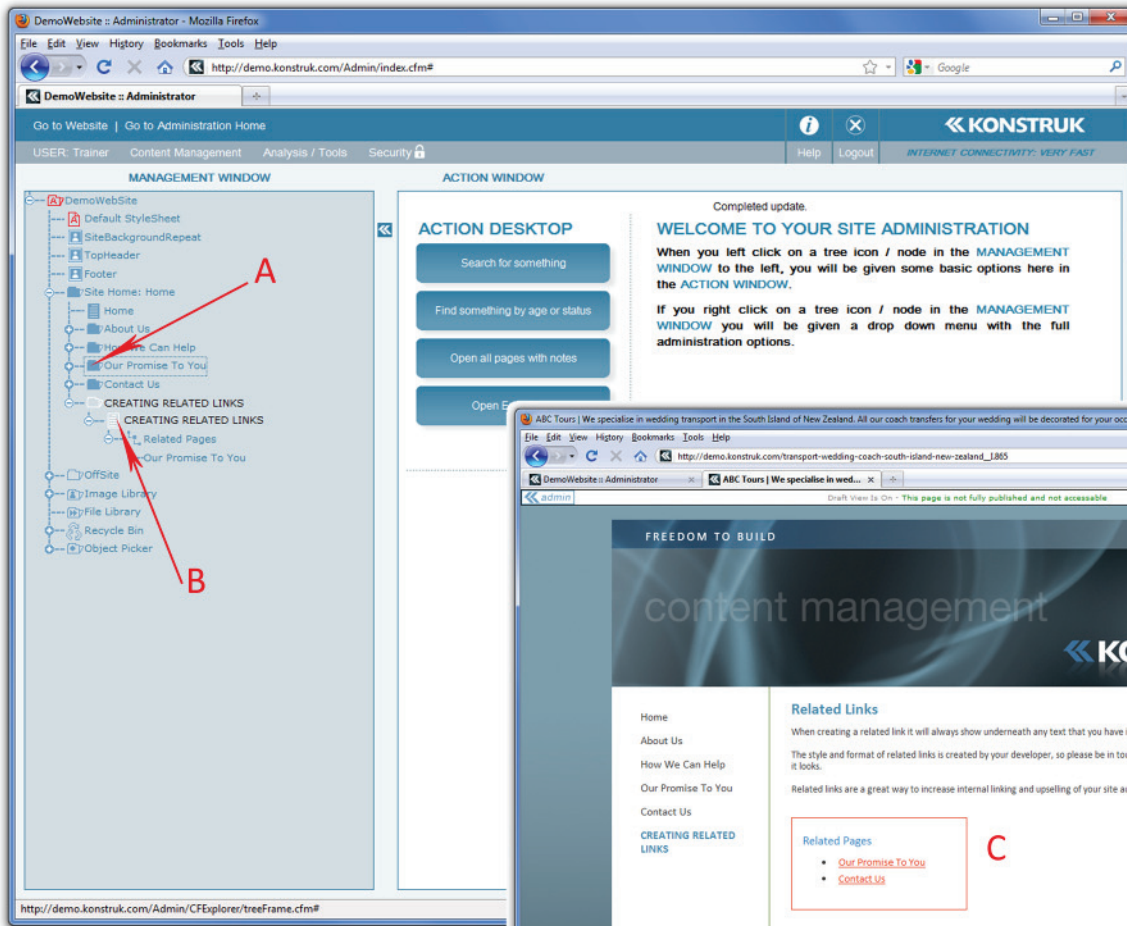 DemoWebsite :: Administrator - Mozilla Firefox
File Edit View History Bookmarks Tools Help
http://demo.konstruk.com/Admin/index.cfm#
Google
DemoWebsite :: Administrator
Go to Website | Go to Administration Home
KONSTRUK
USER: Trainer Content Management Analysis / Tools Security
Help Logout INTERNET CONNECTIVITY: VERY FAST
MANAGEMENT WINDOW
DemoWebSite
Default StyleSheet
SiteBackgroundRepeat
TopHeader
Footer
Site Home: Home
Home
About Us
How We Can Help
Our Promise To You
Contact Us
CREATING RELATED LINKS
CREATING RELATED LINKS
Related Pages
Our Promise To You
OffSite
Image Library
File Library
Recycle Bin
Object Picker
A
B
http://demo.konstruk.com/Admin/CFExplorer/treeFrame.cfm#
ACTION WINDOW
Completed update.
ACTION DESKTOP
Search for something
Find something by age or status
Open all pages with notes
Open E
WELCOME TO YOUR SITE ADMINISTRATION
When you left click on a tree icon / node in the MANAGEMENT
WINDOW to the left, you will be given some basic options here in
the ACTION WINDOW.
If you right click on a tree icon / node in the MANAGEMENT
WINDOW you will be given a drop down menu with the full
administration options.
ABC Tours | We specialise in wedding transport in the South Island of New Zealand. All our coach transfers for your wedding will be decorated for your occ
File Edit View History Bookmarks Tools Help
http://demo.konstruk.com/transport-wedding-coach-south-island-new-zealand__I.865
DemoWebsite :: Administrator
ABC Tours | We specialise in wed...
admin
Draft View Is On - This page is not fully published and not accessable
FREEDOM TO BUILD
content management
KO
Home
About Us
How We Can Help
Our Promise To You
Contact Us
CREATING RELATED
LINKS
Related Links
When creating a related link it will always show underneath any text that you have i
The style and format of related links is created by your developer, so please be in tou
it looks.
Related links are a great way to increase internal linking and upselling of your site a
Related Pages
Our Promise To You
Contact Us
C